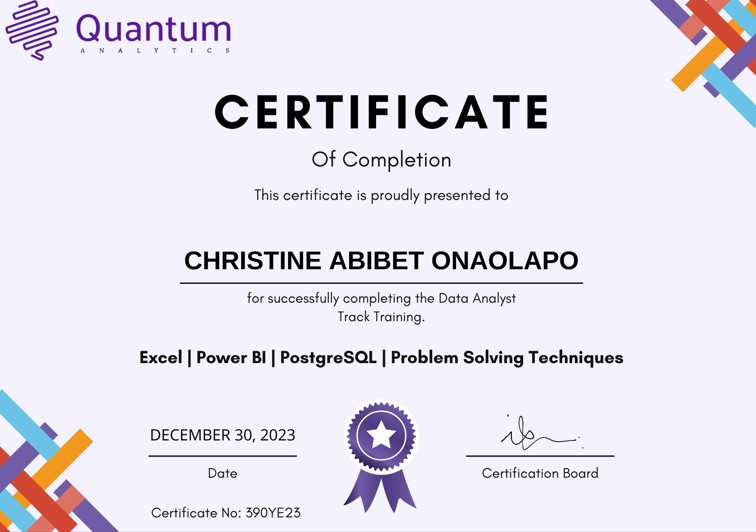 Quantum
ANALYTICS
CERTIFICATE
Of Completion
This certificate is proudly presented to
CHRISTINE ABIBET ONAOLAPO
for successfully completing the Data Analyst
Track Training.
Excel | Power BI | PostgreSQL | Problem Solving Techniques
DECEMBER 30, 2023
Date
Certification Board
Certificate No: 390YE23